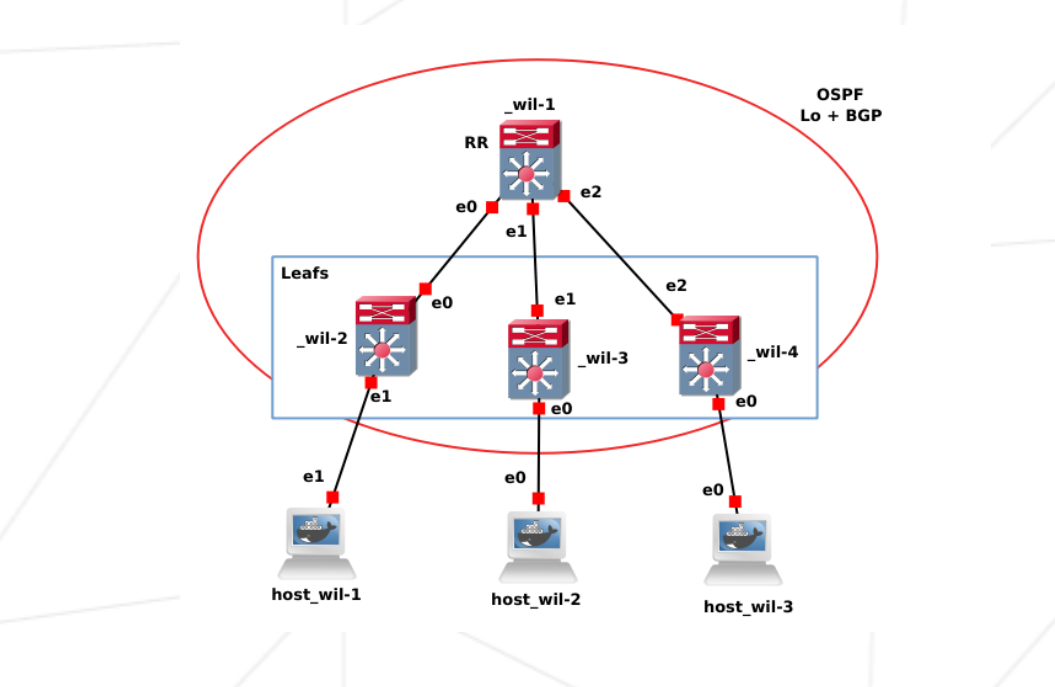 _wil-1
OSPF
Lo + BGP
RR
e0
e1
e2
Leafs
e0
e1
e2
_wil-2
_wil-3
_wil-4
e1
e0
e0
e1
e0
e0
host_wil-1
host_wil-2
host_wil-3